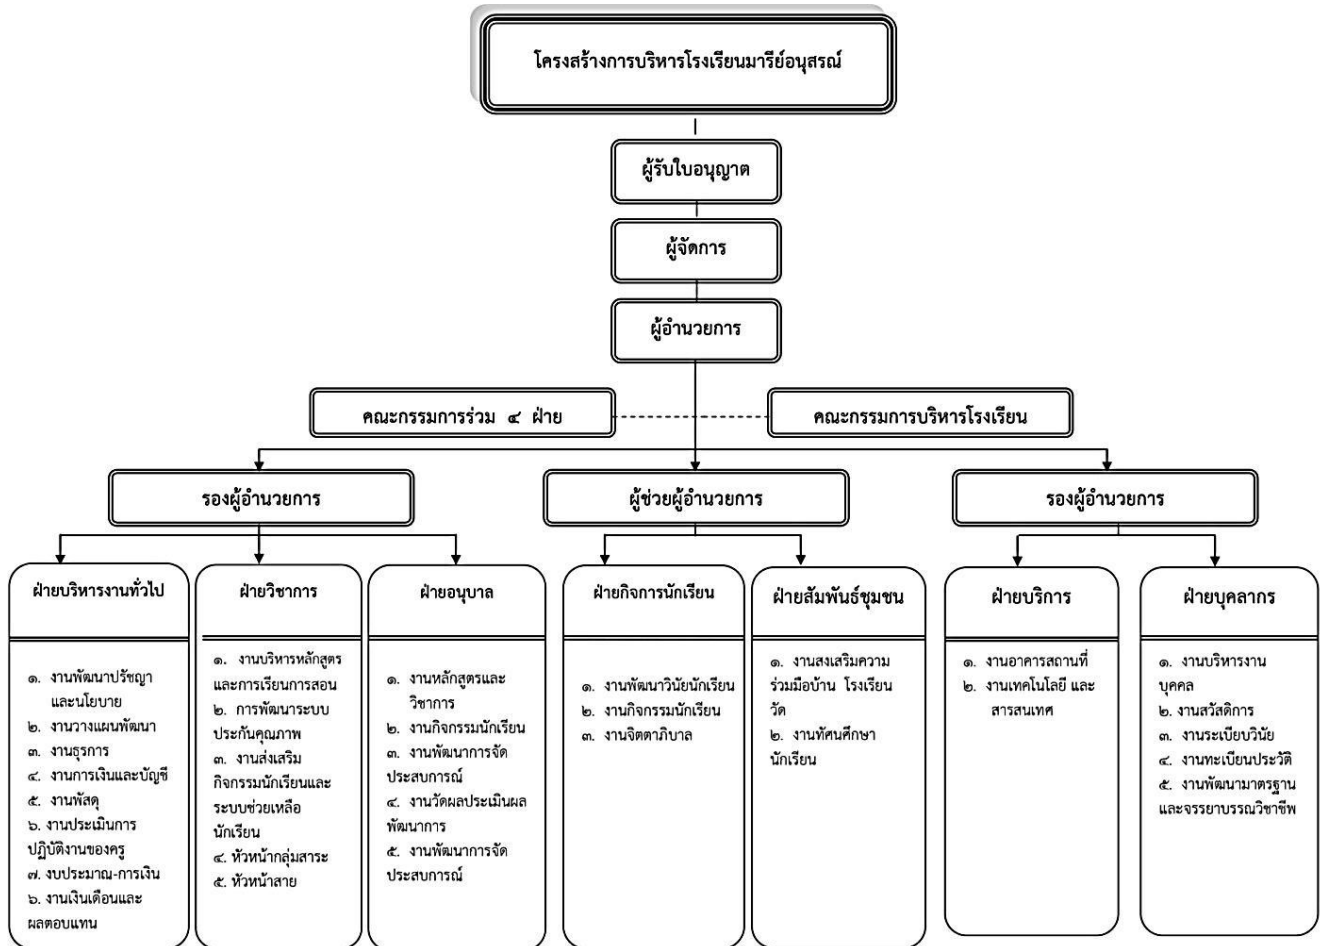 โครงสร้างการบริหารโรงเรียนมารีย์อนุสรณ์
ผู้รับใบอนุญาต
ผู้จัดการ
ผู้อำนวยการ
คณะกรรมการร่วม ๔ ฝ่าย
คณะกรรมการบริหารโรงเรียน
รองผู้อำนวยการ
ผู้ช่วยผู้อำนวยการ
รองผู้อำนวยการ
ฝ่ายบริหารงานทั่วไป
๑. งานพัฒนาปรัชญา
และนโยบาย
๒. งานวางแผนพัฒนา
๓. งานธุรการ
๔. งานการเงินและบัญชี
๕. งานพัสดุ
๖. งานประเมินการ
ปฏิบัติงานของครู
๗. งบประมาณ-การเงิน
๖. งานเงินเดือนและ
ผลตอบแทน
ฝ่ายวิชาการ
๑. งานบริหารหลักสูตร
และการเรียนการสอน
๒. การพัฒนาระบบ
ประกันคุณภาพ
๓. งานส่งเสริม
กิจกรรมนักเรียนและ
ระบบช่วยเหลือ
นักเรียน
๔. หัวหน้ากลุ่มสาระ
๕. หัวหน้าสาย
ฝ่ายอนุบาล
๑. งานหลักสูตรและ
วิชาการ
๒. งานกิจกรรมนักเรียน
๓. งานพัฒนาการจัด
ประสบการณ์
๔. งานวัดผลประเมินผล
พัฒนาการ
๕. งานพัฒนาการจัด
ประสบการณ์
ฝ่ายกิจการนักเรียน
๑. งานพัฒนาวินัยนักเรียน
๒. งานกิจกรรมนักเรียน
๓. งานจิตตาภิบาล
ฝ่ายสัมพันธ์ชุมชน
๑. งานสงเสริมความ
ร่วมมือบ้าน โรงเรียน
วัด
๒. งานทัศนศึกษา
นักเรียน
ฝ่ายบริการ
๑. งานอาคารสถานที่
๒. งานเทคโนโลยี และ
สารสนเทศ
ฝ่ายบุคลากร
๑. งานบริหารงาน
บุคคล
๒. งานสวัสดิการ
๓. งานระเบียบวินัย
๔. งานทะเบียนประวัติ
๕. งานพัฒนามาตรฐาน
และจรรยาบรรณวิชาชีพ